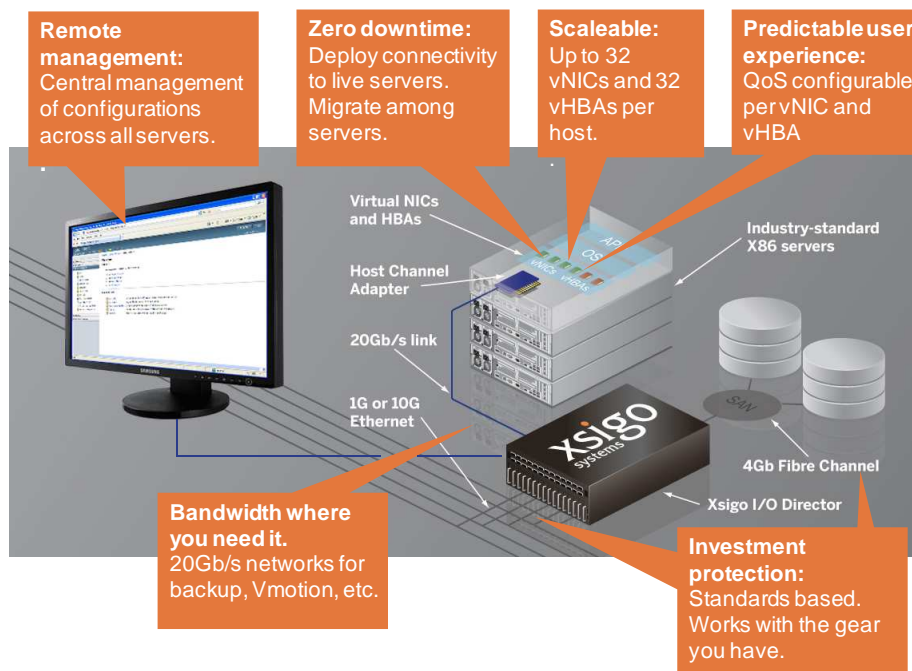 Remote
management:
Central management
of configurations
across all servers.
Zero downtime:
Deploy connectivity
to live servers.
Migrate among
servers.
Scaleable:
Up to 32
vNICs and 32
vHBAs per
host.
Predictable user
experience:
QoS configurable
per vNIC and
vHBA
Virtual NICs
and HBAs
Host Channel
Adapter
20Gb/s link
1G or 10G
Ethernet
AP
OS
vNICs vHBAs
Industry-standard
X86 servers
SAN
4Gb Fibre Channel
Xsigo I/O Director
xsigo
systems
SAMSUNG
Bandwidth where
you need it.
20Gb/s networks for
backup, Vmotion, etc.
Investment
protection:
Standards based.
Works with the gear
you have.